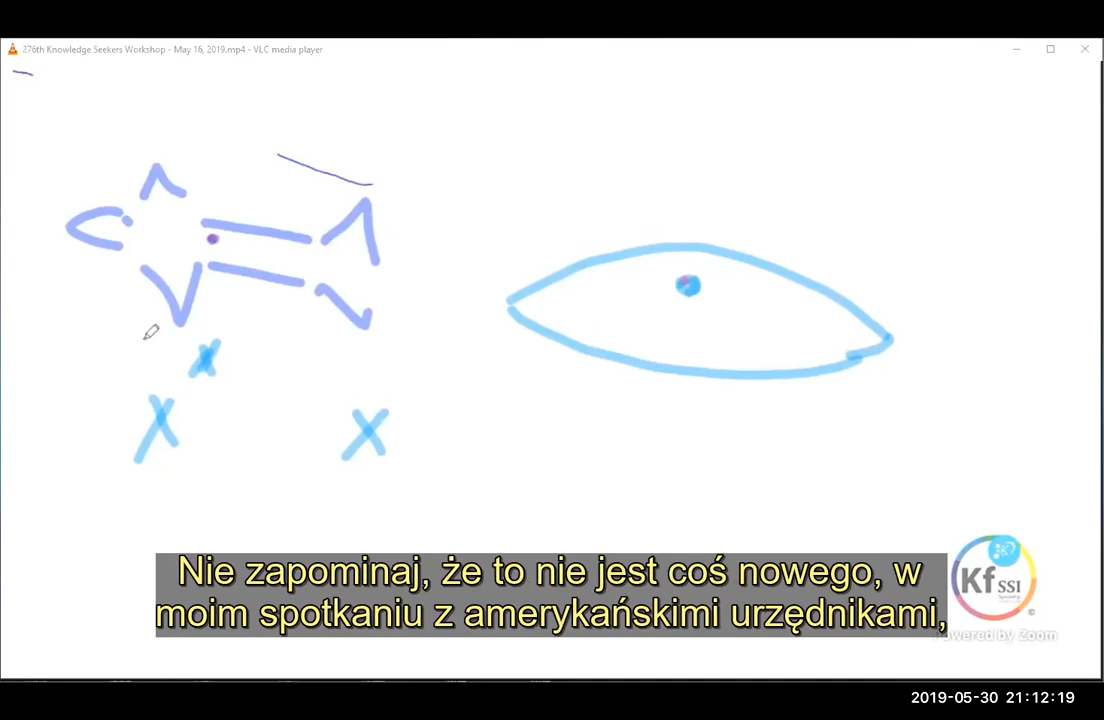 276th Knowledge Seekers Workshop - May 16, 2019.mp4 - VLC media player
X
X
X
Nie zapominaj, że to nie jest coś nowego, w
moim spotkaniu z amerykańskimi urzędnikami,
Kf SSI
Powered by Zoom
2019-05-30 21:12:19